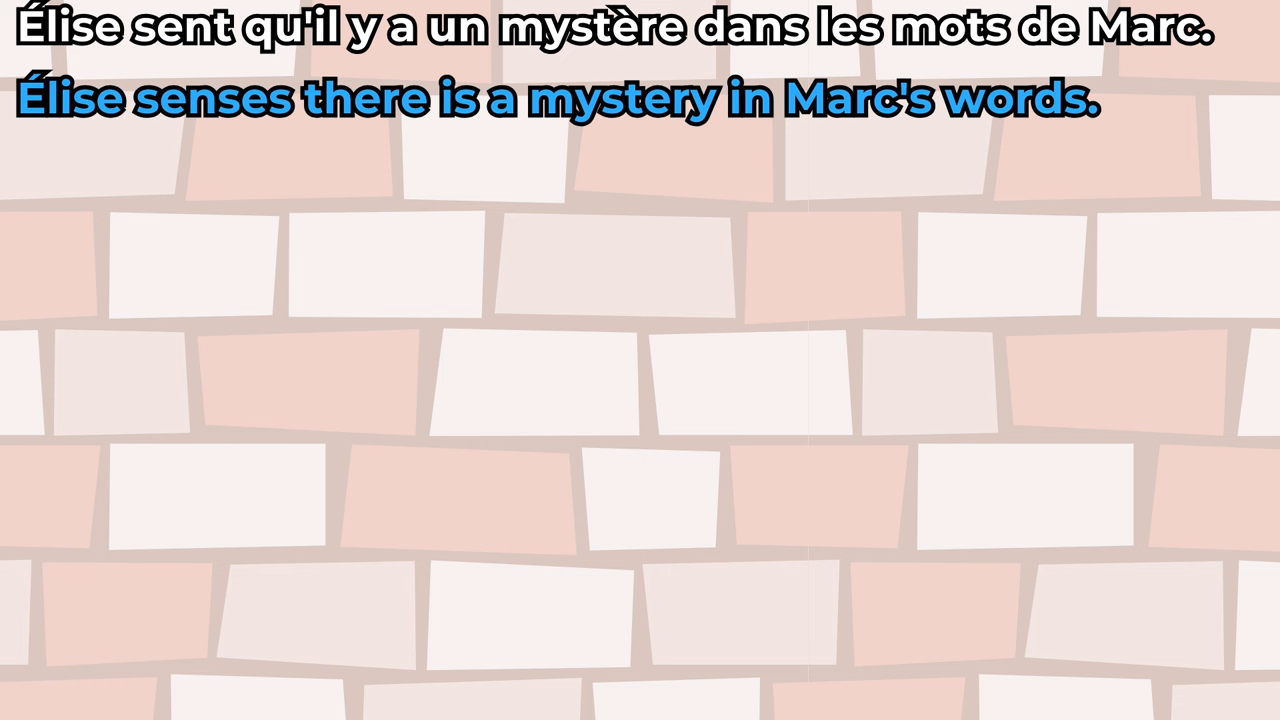 Élise sent qu'il y a un mystère dans les mots de Marc.
Élise senses there is a mystery in Marc's words.